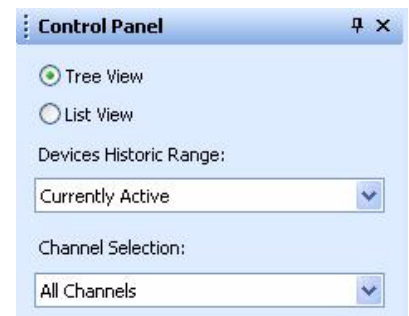 Control Panel
Tree View
List View
Devices Historic Range:
Currently Active
Channel Selection:
All Channels